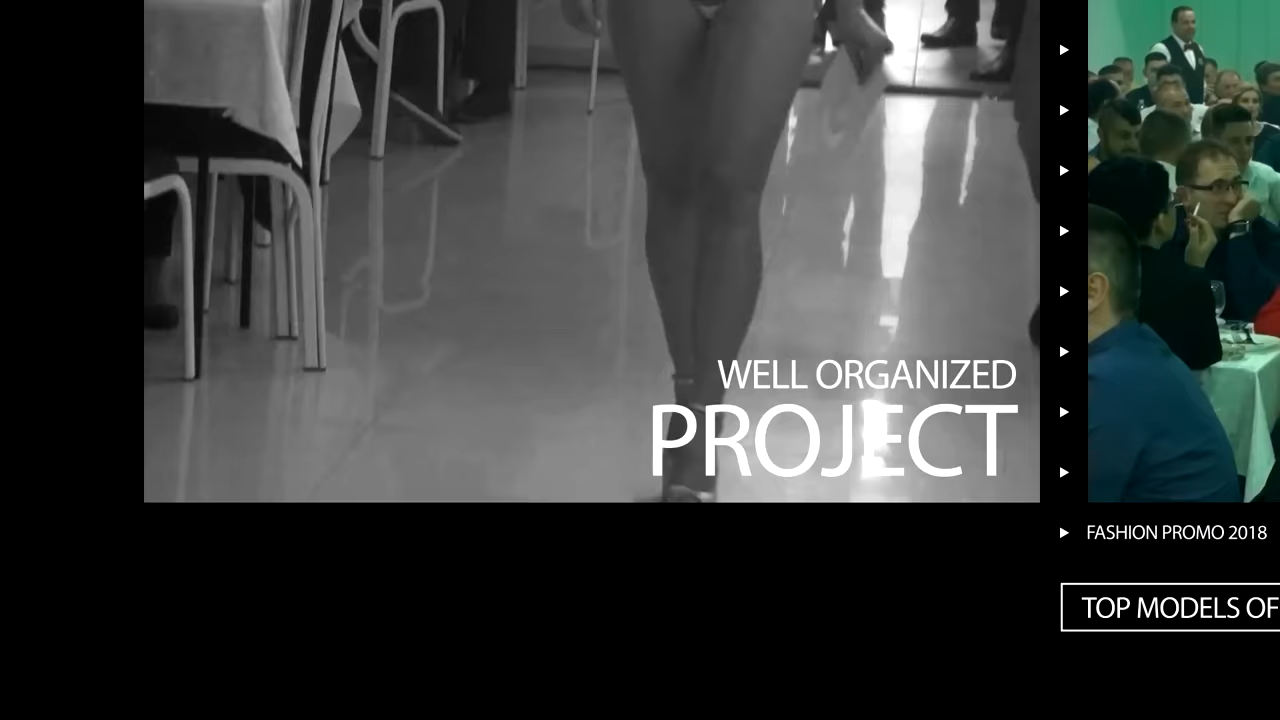 WELL ORGANIZED
PROJECT
FASHION PROMO 2018
TOP MODELS OF